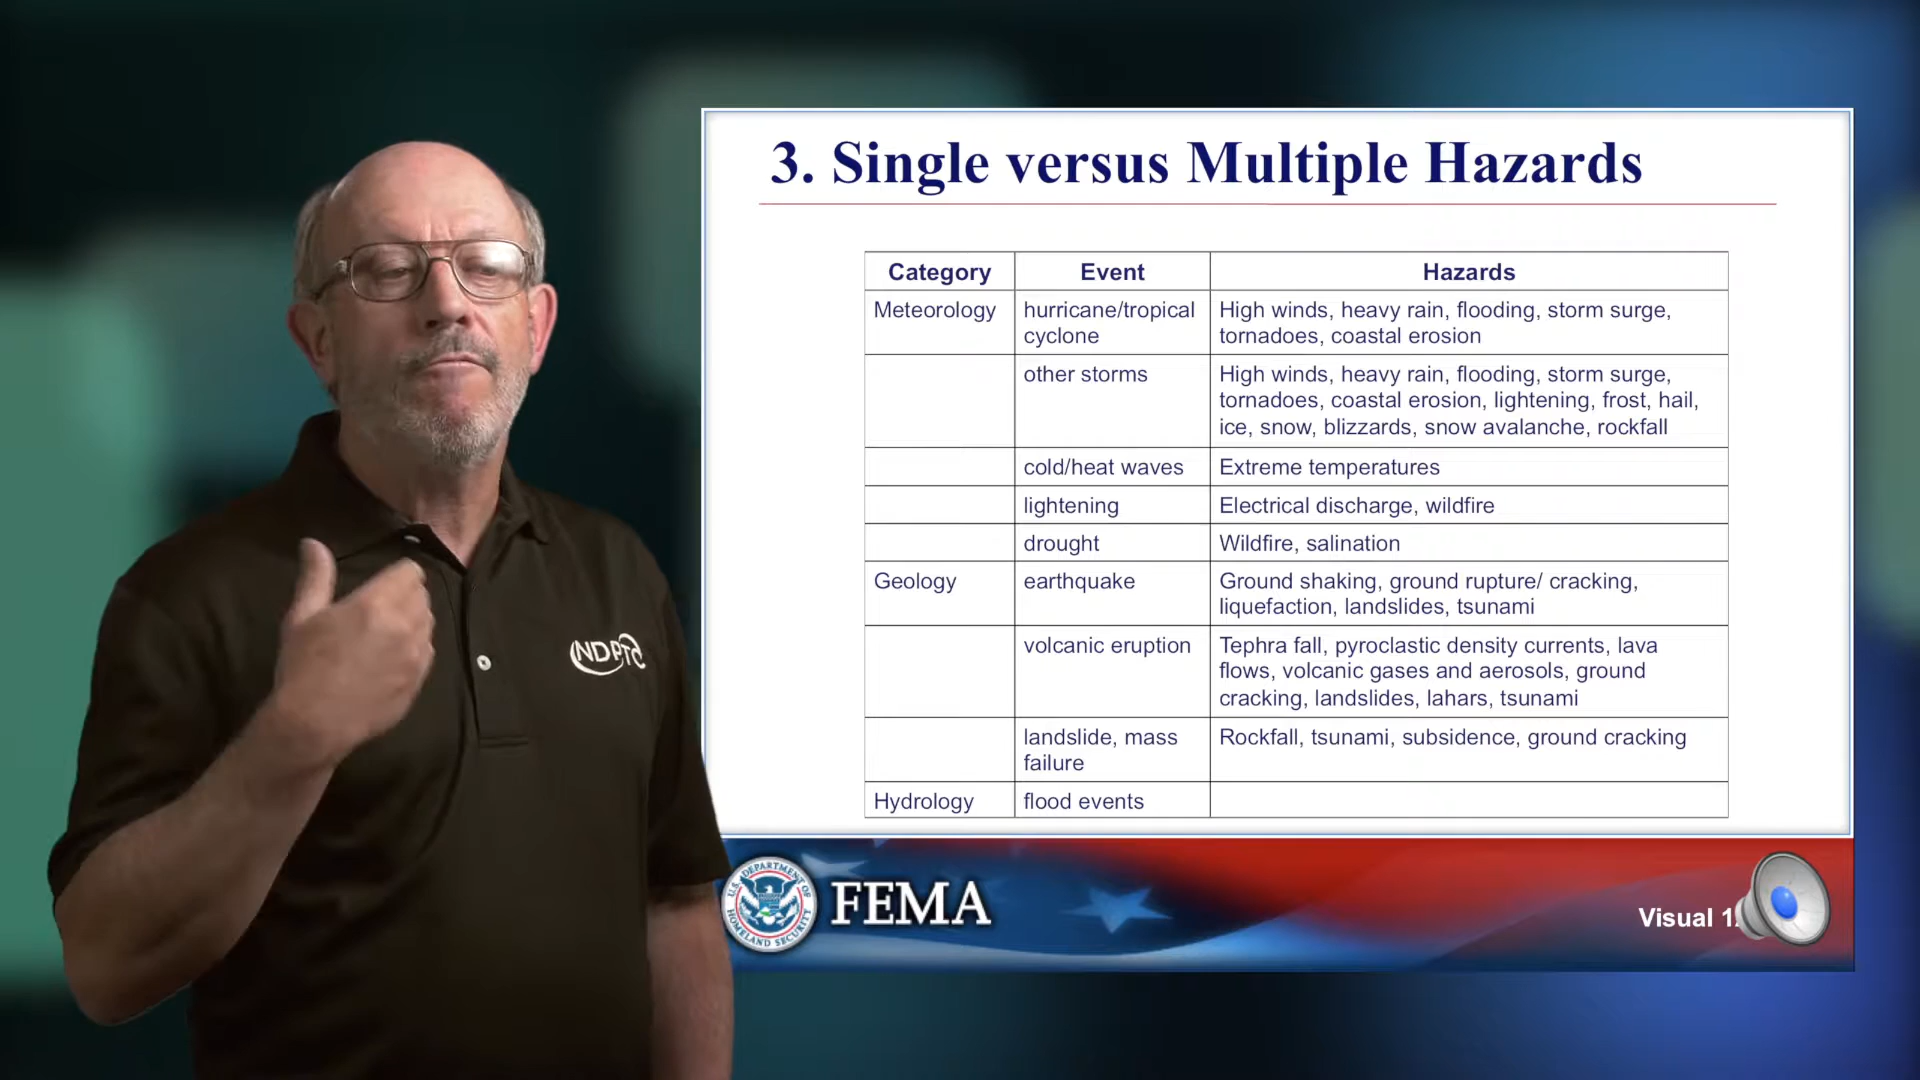 3. Single versus Multiple Hazards
Category Event Hazards
Meteorology hurricane/tropical cyclone High winds, heavy rain, flooding, storm surge, tornadoes, coastal erosion
other storms High winds, heavy rain, flooding, storm surge, tornadoes, coastal erosion, lightening, frost, hail, ice, snow, blizzards, snow avalanche, rockfall
cold/heat waves Extreme temperatures
lightening Electrical discharge, wildfire
drought Wildfire, salination
Geology earthquake Ground shaking, ground rupture/ cracking, liquefaction, landslides, tsunami
volcanic eruption Tephra fall, pyroclastic density currents, lava flows, volcanic gases and aerosols, ground cracking, landslides, lahars, tsunami
landslide, mass failure Rockfall, tsunami, subsidence, ground cracking
Hydrology flood events
NDPTC
U.S. DEPARTMENT OF HOMELAND SECURITY
FEMA
Visual